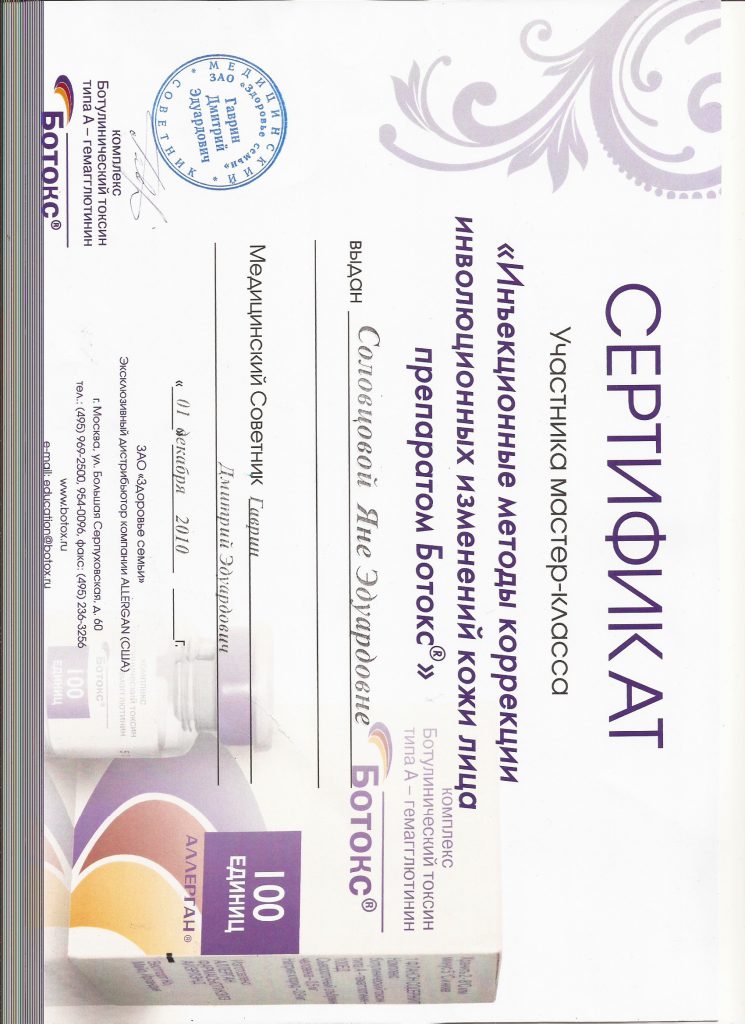 СЕРТИФИКАТ
Участника мастер-класса
«Инъекционные методы коррекции
инволюционных изменений кожи лица
препаратом Ботокс®»
выдан Соловцовой Яне Эдуардовне
Медицинский Советник Гаврин
Дмитрий Эдуардович
« 01 » декабря 2010 г.
МЕДИЦИНСКИЙ СОВЕТНИК
ЗАО «Здоровье семьи»
Гаврин
Дмитрий
Эдуардович
комплекс
Ботулинический токсин
типа А – гемагглютинин
Ботокс®
ЗАО «Здоровье семьи»
Эксклюзивный дистрибьютор компании ALLERGAN (США)
г. Москва, ул. Большая Серпуховская, д. 60
тел.: (495) 969-2500, 954-0096, факс: (495) 236-3256
www.botox.ru
e-mail: education@botox.ru
комплекс
Ботулинический токсин
типа А – гемагглютинин
Ботокс®
100
ЕДИНИЦ
АЛЛЕРГАН®
комплекс
Ботокс®
100
ЕДИНИЦ